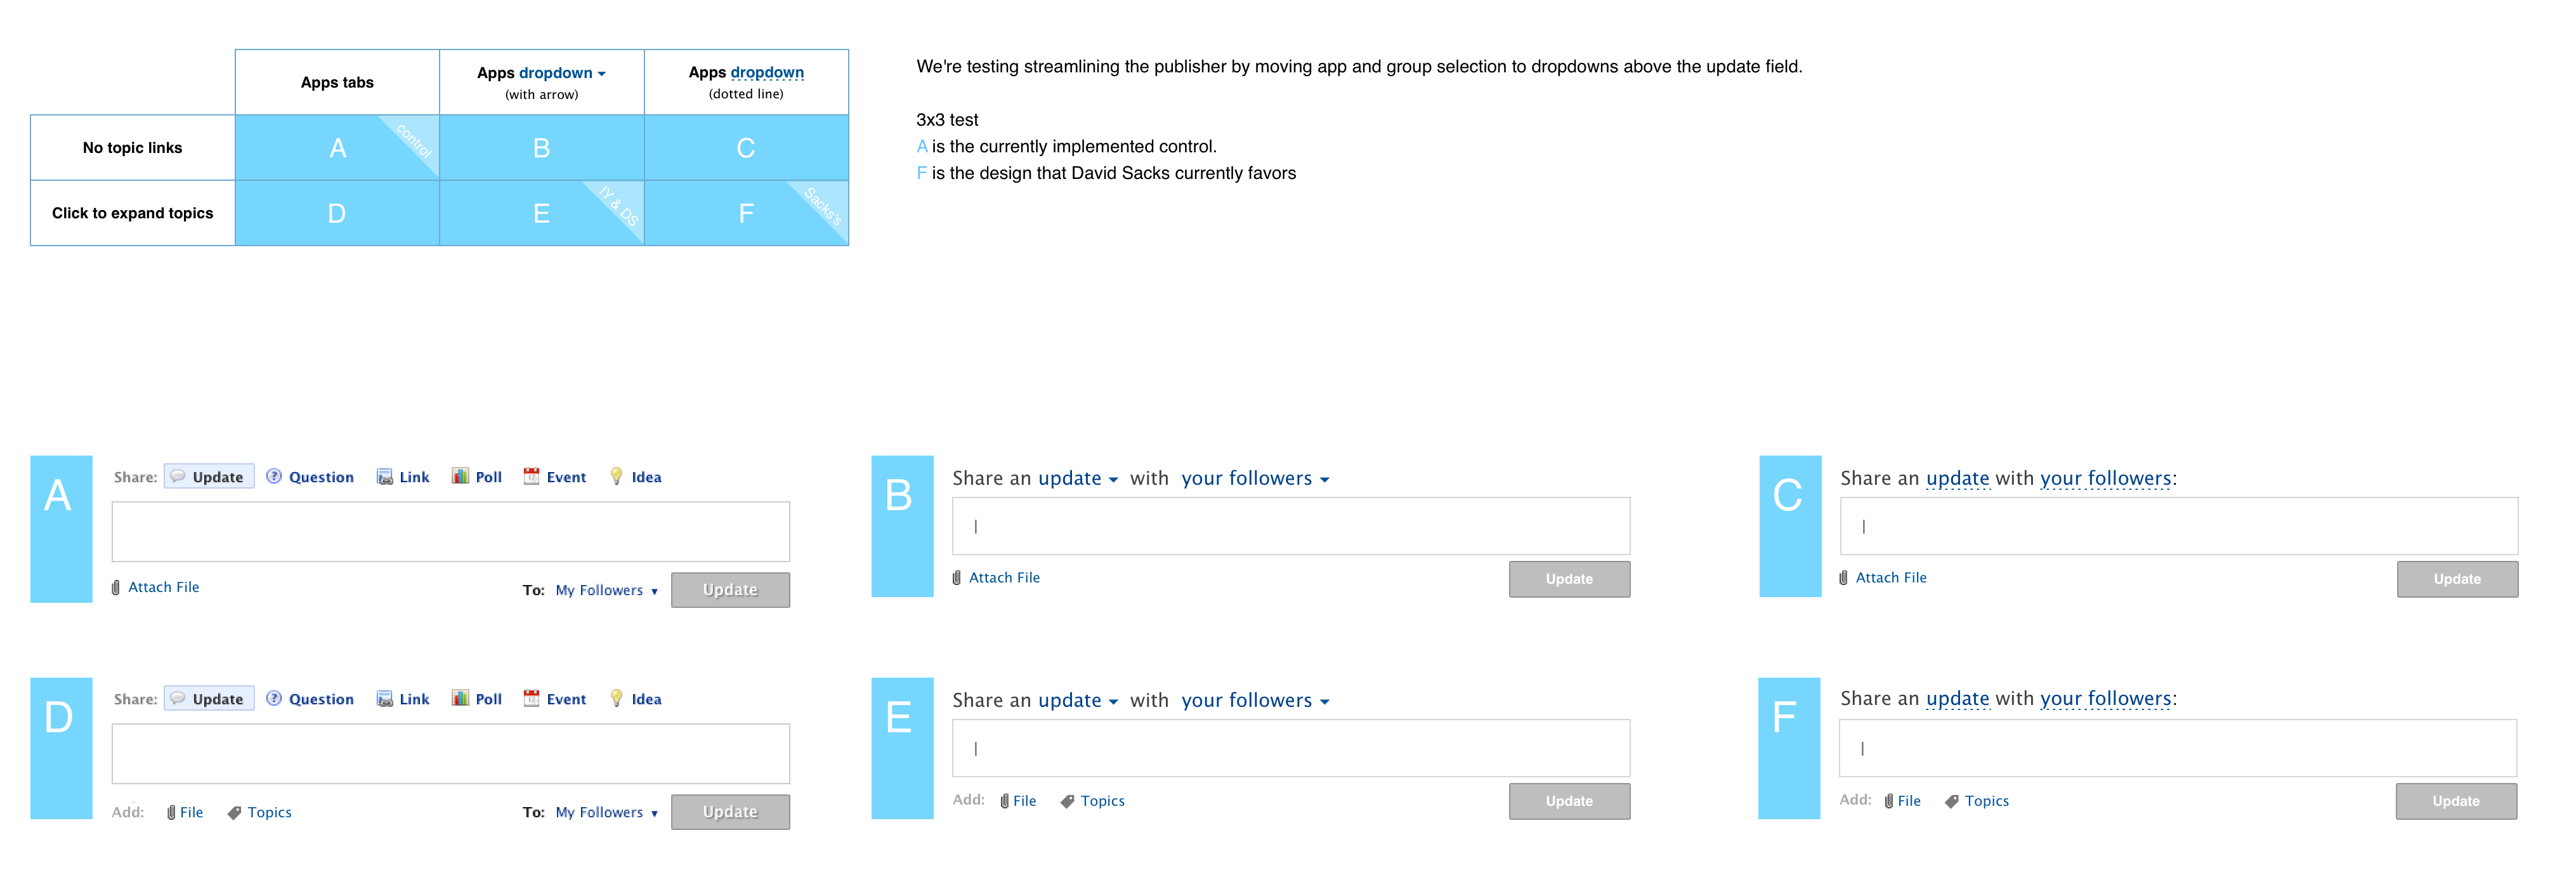 Apps tabs
Apps dropdown
(with arrow)
Apps dropdown
(dotted line)
No topic links
A
control
B
C
Click to expand topics
D
E
IY & DS
F
Sacks's
We're testing streamlining the publisher by moving app and group selection to dropdowns above the update field.
3x3 test
A is the currently implemented control.
F is the design that David Sacks currently favors
A
Share: Update Question Link Poll Event Idea
Attach File To: My Followers Update
B
Share an update with your followers
Attach File Update
C
Share an update with your followers:
Attach File Update
D
Share: Update Question Link Poll Event Idea
Add: File Topics To: My Followers Update
E
Share an update with your followers
Add: File Topics Update
F
Share an update with your followers:
Add: File Topics Update